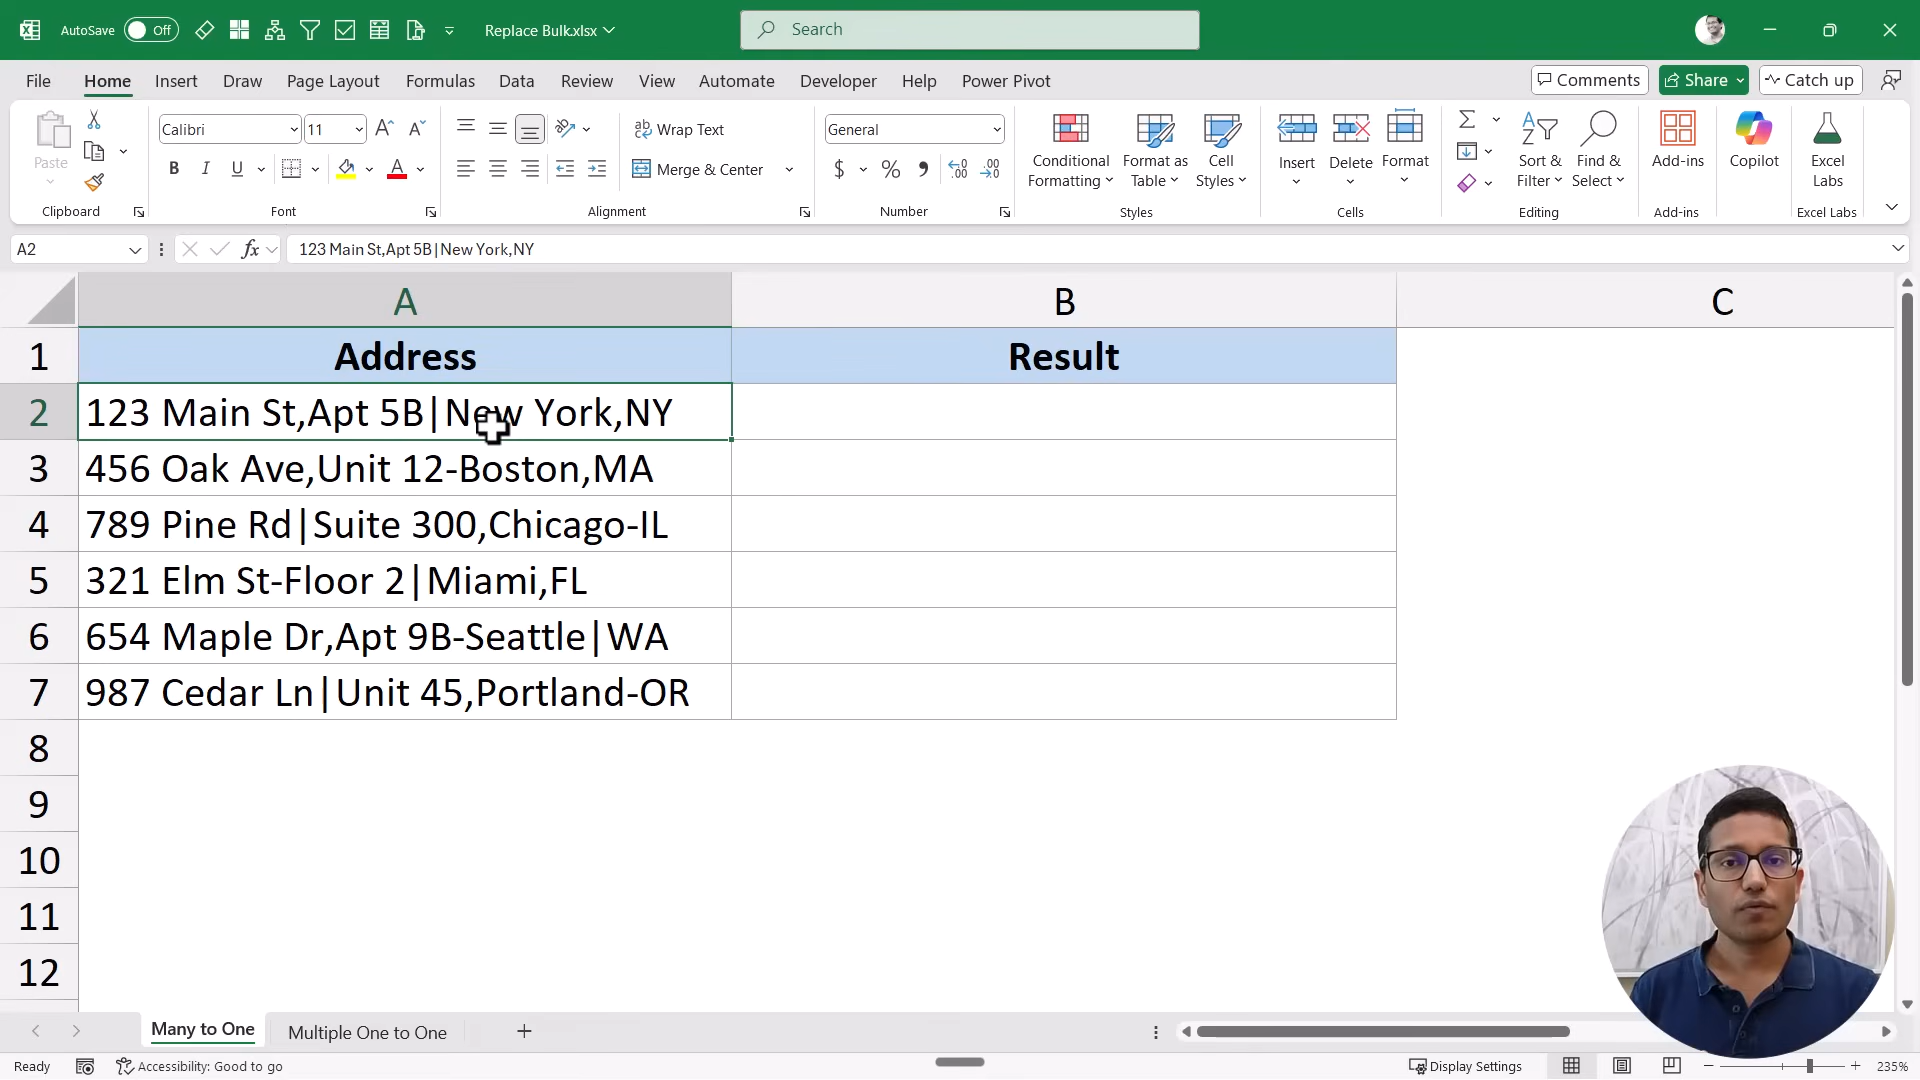 AutoSave Off Replace Bulk.xlsx Search
File Home Insert Draw Page Layout Formulas Data Review View Automate Developer Help Power Pivot Comments Share Catch up
Paste Calibri 11 B I U A Wrap Text Merge & Center General $ % Conditional Formatting Format as Table Cell Styles Insert Delete Format Sort & Filter Find & Select Add-ins Copilot Excel Labs
Clipboard Font Alignment Number Styles Cells Editing Add-ins Excel Labs
A2 fx 123 Main St,Apt 5B|New York,NY
A B C
1 Address Result
2 123 Main St,Apt 5B|New York,NY
3 456 Oak Ave,Unit 12-Boston,MA
4 789 Pine Rd|Suite 300,Chicago-IL
5 321 Elm St-Floor 2|Miami,FL
6 654 Maple Dr,Apt 9B-Seattle|WA
7 987 Cedar Ln|Unit 45,Portland-OR
8
9
10
11
12
Many to One Multiple One to One
Ready Accessibility: Good to go Display Settings 235%